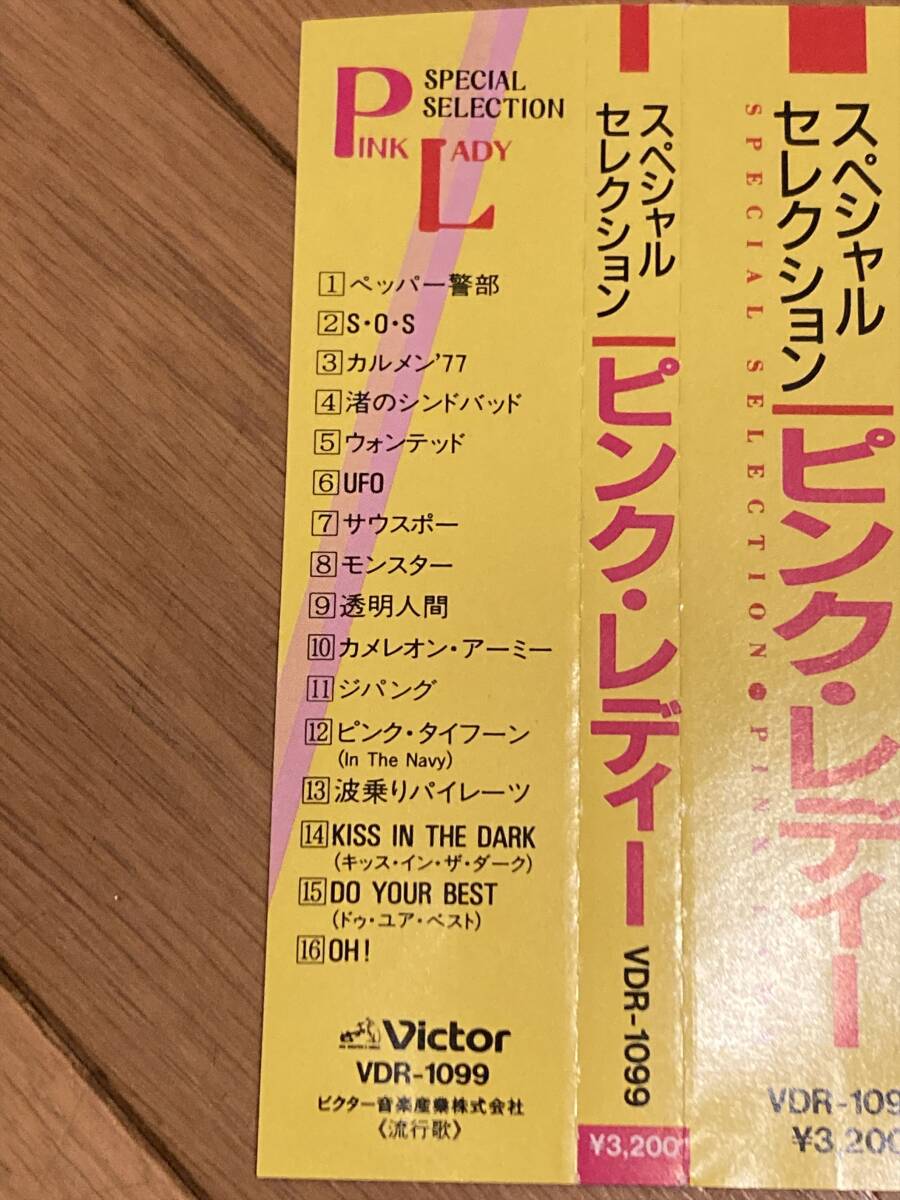 PINK LADY
SPECIAL
SELECTION
1 ペッパー警部
2 S・O・S
3 カルメン'77
4 渚のシンドバッド
5 ウォンテッド
6 UFO
7 サウスポー
8 モンスター
9 透明人間
10 カメレオン・アーミー
11 ジパング
12 ピンク・タイフーン
(In The Navy)
13 波乗りパイレーツ
14 KISS IN THE DARK
(キッス・イン・ザ・ダーク)
15 DO YOUR BEST
(ドゥ・ユア・ベスト)
16 OH!
Victor
VDR-1099
ビクター音楽産業株式会社
《流行歌》
スペシャル
セレクション
ピンク・レディー
VDR-1099
¥3,200
スペシャル
セレクション
ピンク・レディー
SPECIAL SELECTION●PIN
VDR-109
¥3,200